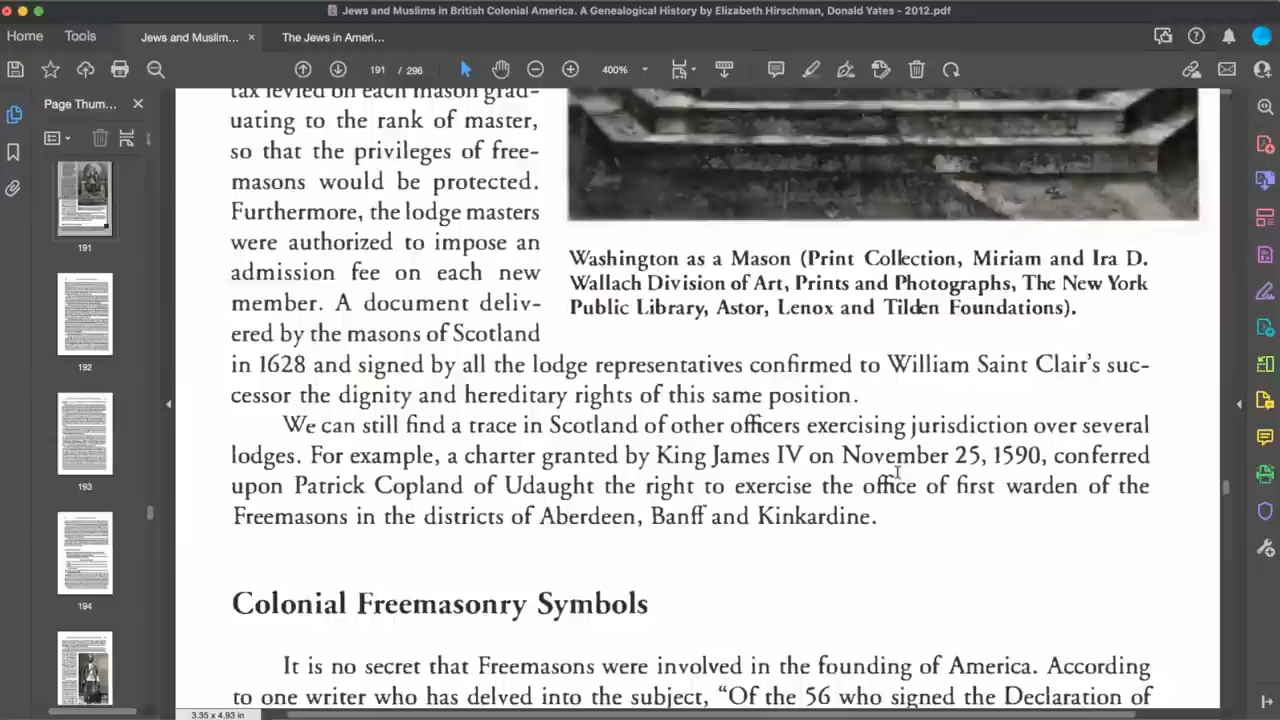 Jews and Muslims in British Colonial America. A Genealogical History by Elizabeth Hirschman, Donald Yates - 2012.pdf
Home
Tools
Jews and Muslim...
The Jews in Ameri...
191 / 296
400%
Page Thum...
191
192
193
194
tax levied on each mason grad-
uating to the rank of master,
so that the privileges of free-
masons would be protected.
Furthermore, the lodge masters
were authorized to impose an
admission fee on each new
member. A document deliv-
ered by the masons of Scotland
Washington as a Mason (Print Collection, Miriam and Ira D.
Wallach Division of Art, Prints and Photographs, The New York
Public Library, Astor, Lenox and Tilden Foundations).
in 1628 and signed by all the lodge representatives confirmed to William Saint Clair's suc-
cessor the dignity and hereditary rights of this same position.
We can still find a trace in Scotland of other officers exercising jurisdiction over several
lodges. For example, a charter granted by King James IV on November 25, 1590, conferred
upon Patrick Copland of Udaught the right to exercise the office of first warden of the
Freemasons in the districts of Aberdeen, Banff and Kinkardine.
Colonial Freemasonry Symbols
It is no secret that Freemasons were involved in the founding of America. According
to one writer who has delved into the subject, "Of the 56 who signed the Declaration of
3.35 x 4.93 in